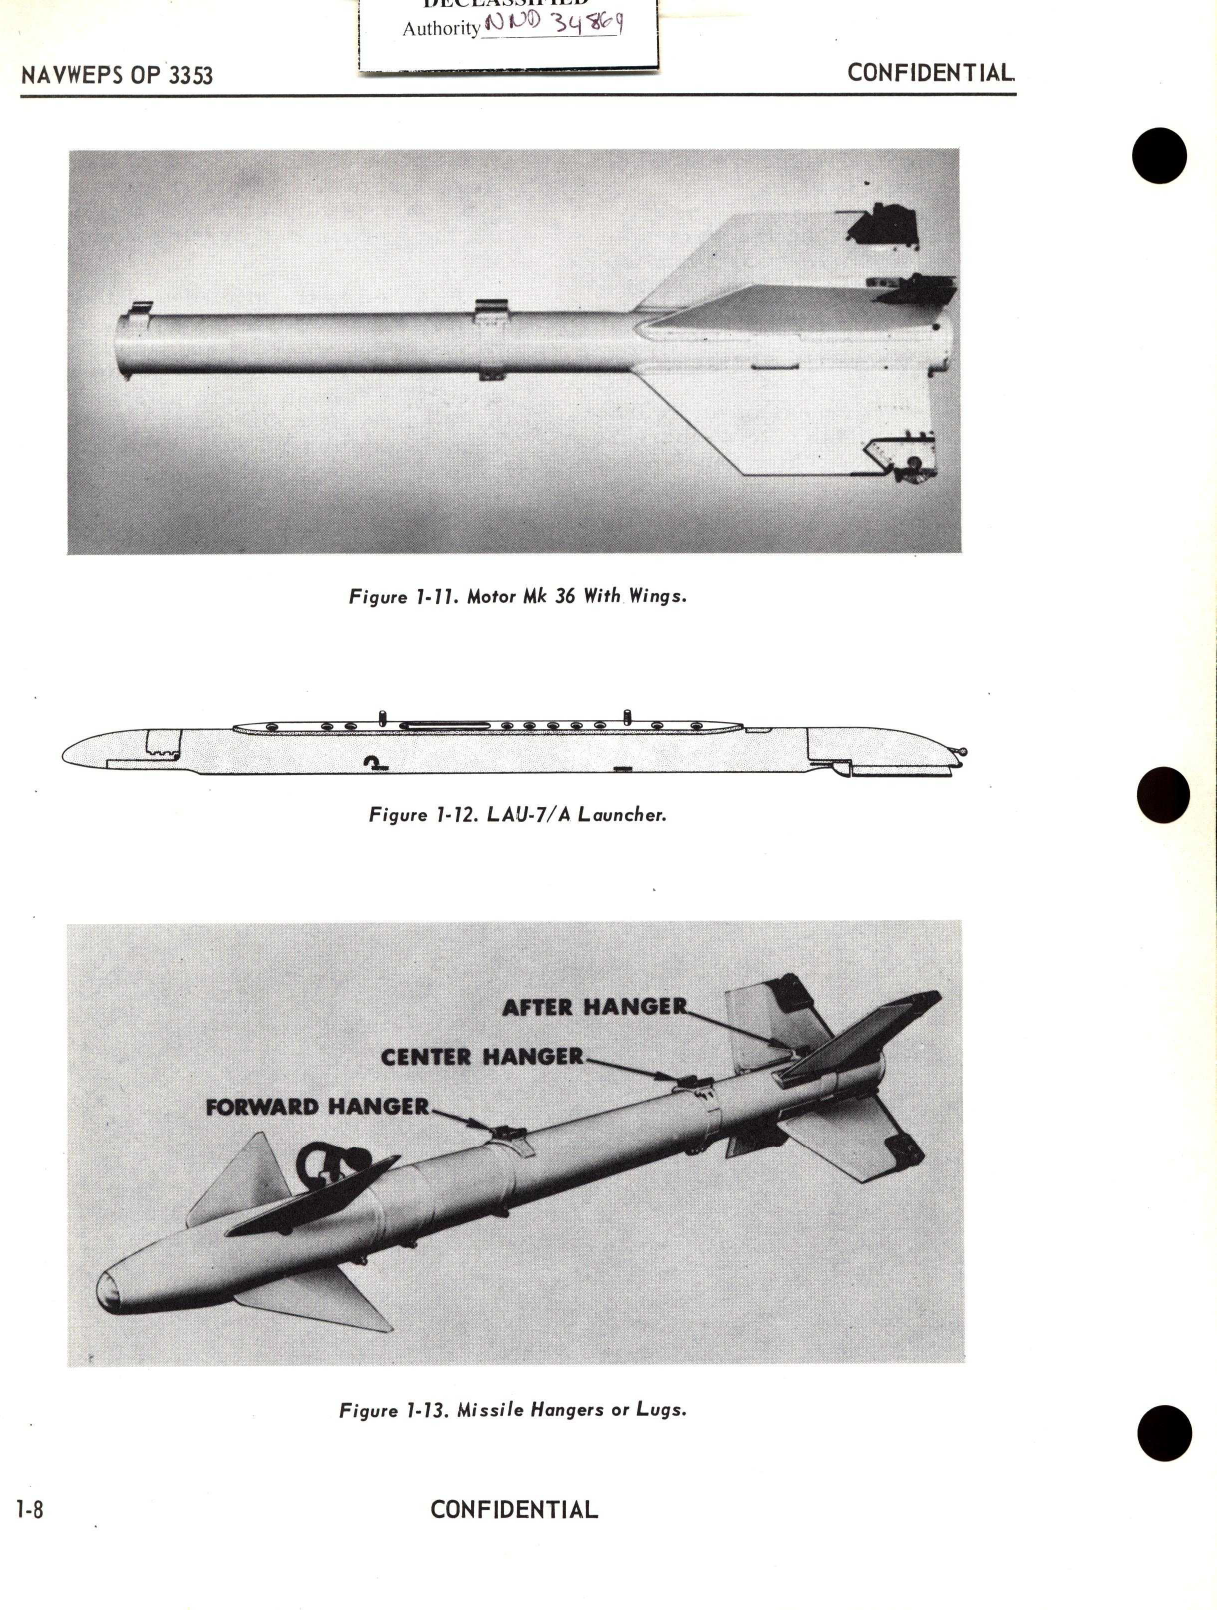 DECLASSIFIED
Authority NND 34869
NAVWEPS OP 3353
CONFIDENTIAL
Figure 1-11. Motor Mk 36 With Wings.
Figure 1-12. LAU-7/A Launcher.
AFTER HANGER
CENTER HANGER
FORWARD HANGER
Figure 1-13. Missile Hangers or Lugs.
1-8
CONFIDENTIAL